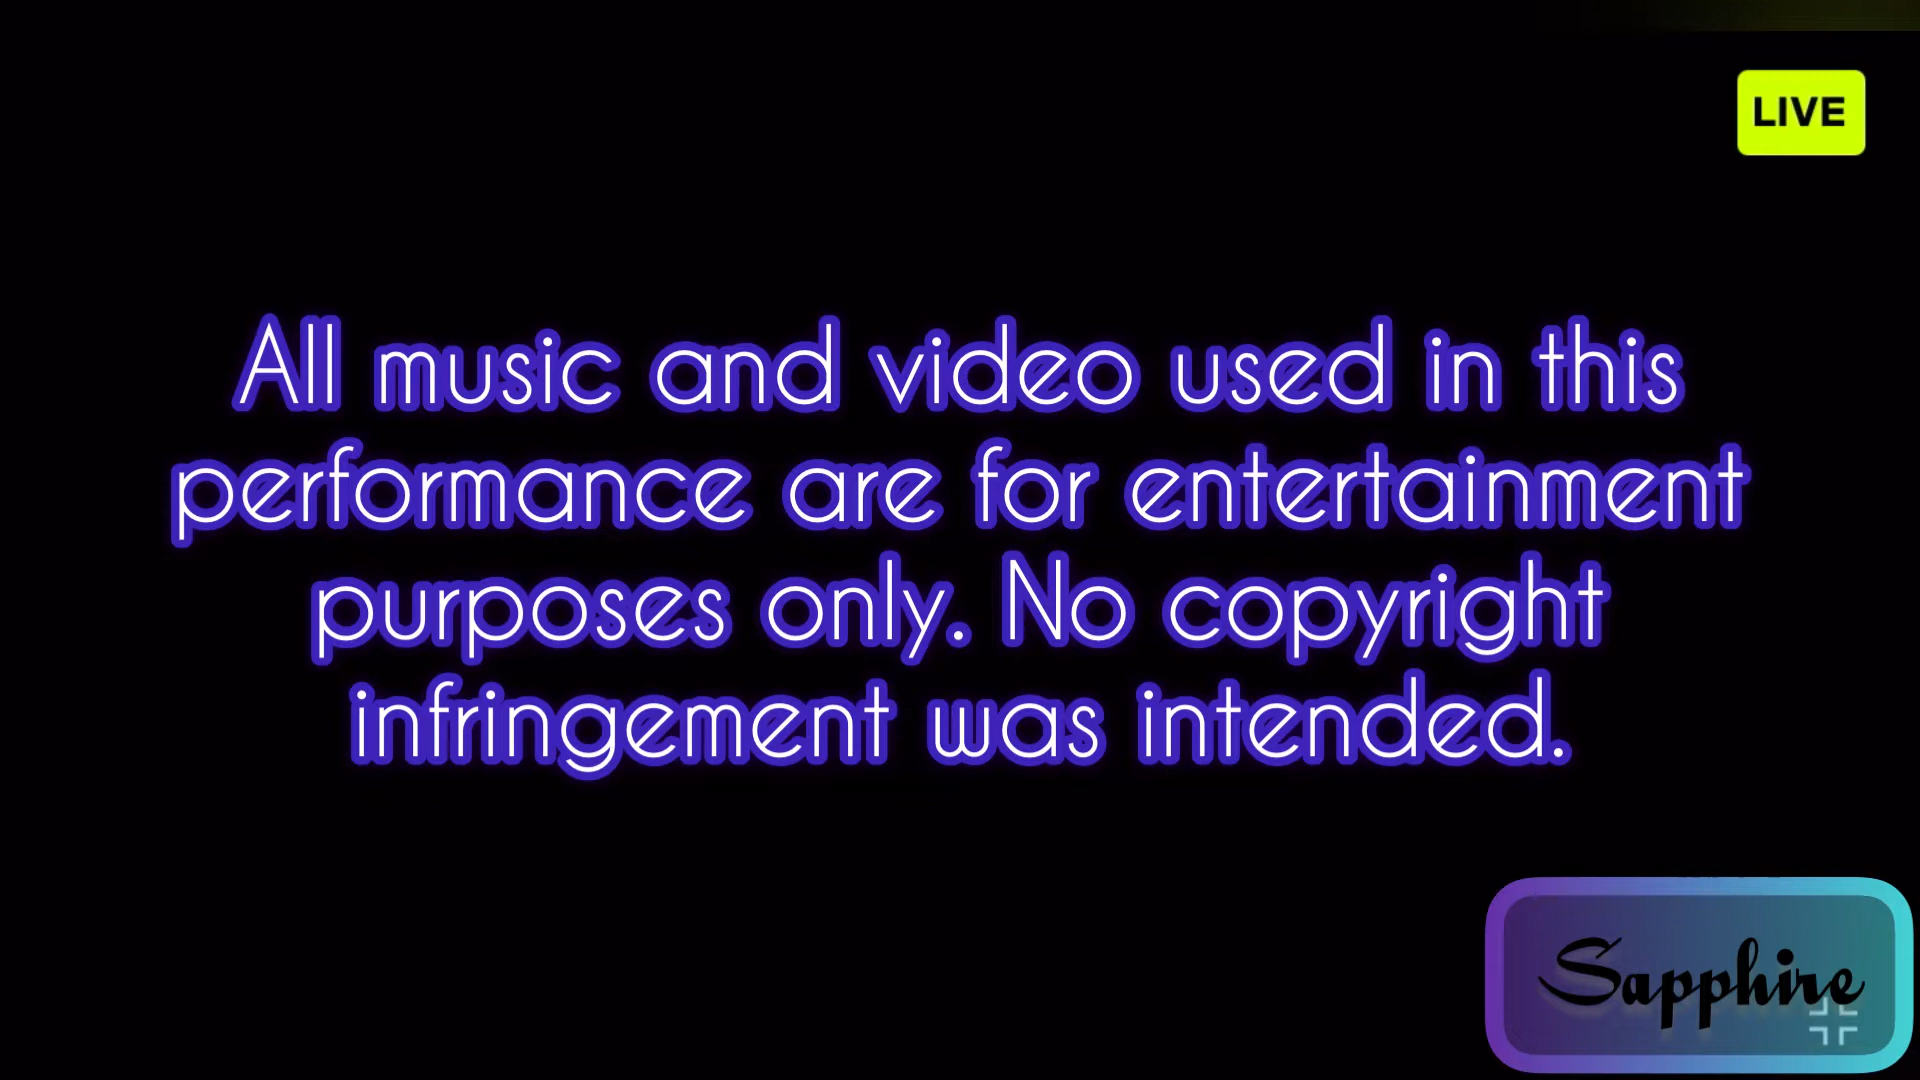 LIVE
All music and video used in this
performance are for entertainment
purposes only. No copyright
infringement was intended.
Sapphire